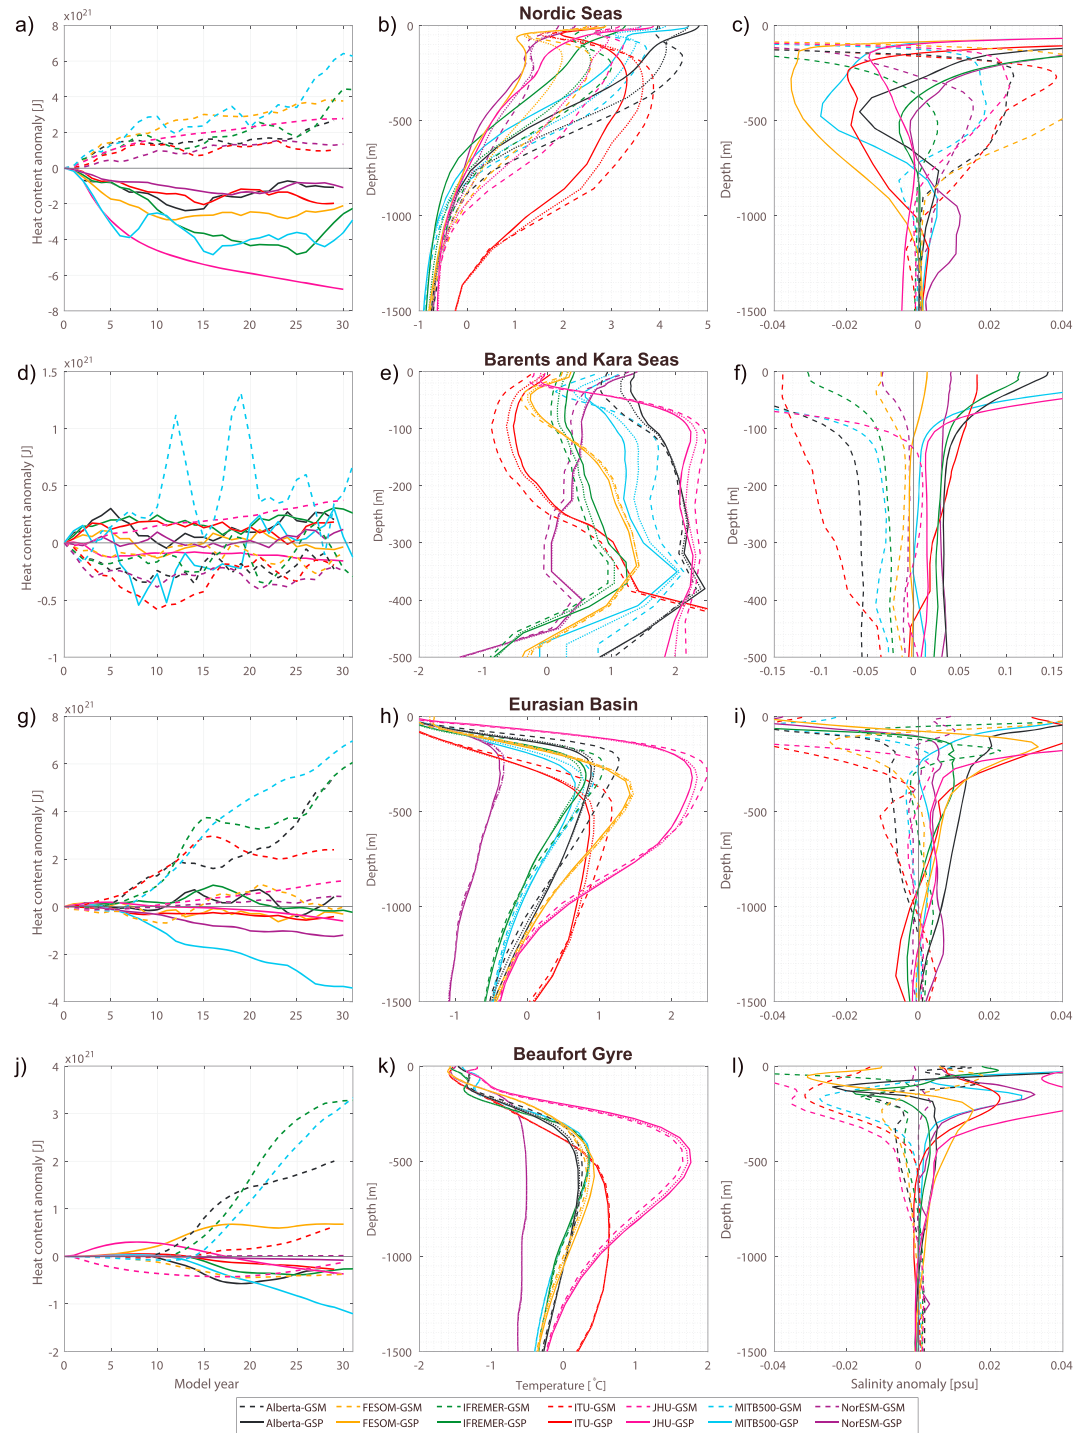 Nordic Seas
a)
x10²¹
8
6
4
2
0
-2
-4
-6
-8
Heat content anomaly [J]
0 5 10 15 20 25 30
b)
0
-500
-1000
-1500
Depth [m]
-1 0 1 2 3 4 5
c)
0
-500
-1000
-1500
Depth [m]
-0.04 -0.02 0 0.02 0.04
Barents and Kara Seas
d)
x10²¹
1.5
1
0.5
0
-0.5
-1
Heat content anomaly [J]
0 5 10 15 20 25 30
e)
0
-100
-200
-300
-400
-500
Depth [m]
-2 -1 0 1 2
f)
0
-100
-200
-300
-400
-500
Depth [m]
-0.15 -0.1 -0.05 0 0.05 0.1 0.15
Eurasian Basin
g)
x10²¹
8
6
4
2
0
-2
-4
Heat content anomaly [J]
0 5 10 15 20 25 30
h)
0
-500
-1000
-1500
Depth [m]
-1 0 1 2
i)
0
-500
-1000
-1500
Depth [m]
-0.04 -0.02 0 0.02 0.04
Beaufort Gyre
j)
x10²¹
4
3
2
1
0
-1
-2
Heat content anomaly [J]
0 5 10 15 20 25 30
Model year
k)
0
-500
-1000
-1500
Depth [m]
-2 -1 0 1 2
Temperature [°C]
l)
0
-500
-1000
-1500
Depth [m]
-0.04 -0.02 0 0.02 0.04
Salinity anomaly [psu]
Alberta-GSM FESOM-GSM IFREMER-GSM ITU-GSM JHU-GSM MITB500-GSM NorESM-GSM
Alberta-GSP FESOM-GSP IFREMER-GSP ITU-GSP JHU-GSP MITB500-GSP NorESM-GSP